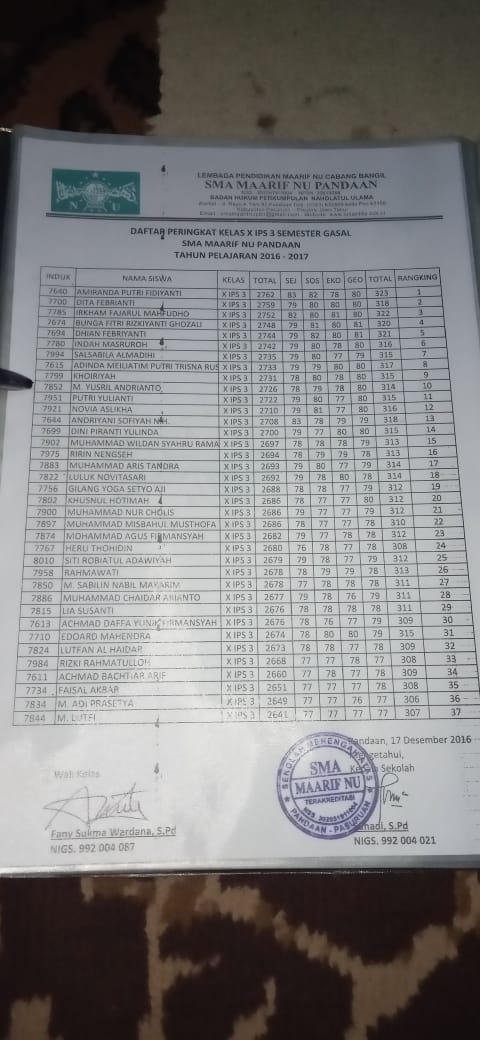 LEMBAGA PENDIDIKAN MAARIF NU CABANG BANGIL
SMA MAARIF NU PANDAAN
BADAN HUKUM PERKUMPULAN NAHDLATUL ULAMA
N U
DAFTAR PERINGKAT KELAS X IPS 3 SEMESTER GASAL
SMA MAARIF NU PANDAAN
TAHUN PELAJARAN 2016 - 2017
INDUK NAMA SISWA KELAS TOTAL SEJ SOS EKO GEO TOTAL RANGKING
7640 AMIRANDA PUTRI FIDIYANTI X IPS 3 2762 83 82 78 80 323 1
7700 DITA FEBRIANTI X IPS 3 2759 79 80 80 80 318 2
7785 IRKHAM FAJARUL MAHFUDHO X IPS 3 2752 82 80 81 80 322 3
7674 BUNGA FITRI RIZKIYANTI GHOZALI X IPS 3 2748 79 81 80 81 320 4
7694 DHIAN FEBRIYANTI X IPS 3 2744 79 82 80 81 321 5
7780 INDAH MASRUROH X IPS 3 2742 79 80 78 80 316 6
7994 SALSABILA ALMADIHI X IPS 3 2735 79 80 77 79 315 7
7615 ADINDA MEILIATIM PUTRI TRISNA RUS X IPS 3 2733 79 79 80 80 317 8
7799 KHOIRIYAH X IPS 3 2731 78 80 78 80 315 9
7852 M. YUSRIL ANDRIANTO X IPS 3 2726 78 79 78 80 314 10
7951 PUTRI YULIANTI X IPS 3 2722 79 80 77 80 315 11
7921 NOVIA ASLIKHA X IPS 3 2710 79 81 77 80 316 12
7644 ANDRIYANI SOFIYAH X IPS 3 2708 83 78 79 79 318 13
7699 DINI PIRANTI YULINDA X IPS 3 2700 79 77 80 80 315 14
7902 MUHAMMAD WILDAN SYAHRU RAMA X IPS 3 2697 78 78 78 79 313 15
7975 RIRIN NENGSEH X IPS 3 2694 78 79 79 78 313 16
7883 MUHAMMAD ARIS TANDRA X IPS 3 2693 79 80 77 79 314 17
7822 LULUK NOVITASARI X IPS 3 2692 79 78 80 78 314 18
7756 GILANG YOGA SETYO AJI X IPS 3 2688 78 78 77 79 312 19
7802 KHUSNUL HOTIMAH X IPS 3 2686 78 77 77 80 312 20
7900 MUHAMMAD NUR CHOLIS X IPS 3 2686 79 77 77 79 312 21
7897 MUHAMMAD MISBAHUL MUSTHOFA X IPS 3 2686 78 77 77 78 310 22
7874 MOHAMMAD AGUS FIRMANSYAH X IPS 3 2682 79 77 78 78 312 23
7767 HERU THOHIDIN X IPS 3 2680 76 78 77 78 308 24
8010 SITI ROBIATUL ADAWIYAH X IPS 3 2679 79 78 77 79 312 25
7958 RAHMAWATI X IPS 3 2678 78 79 79 78 313 26
7850 M. SABILIN NABIL MAKARIM X IPS 3 2678 77 78 78 78 311 27
7886 MUHAMMAD CHAIDAR ARIANTO X IPS 3 2677 79 78 76 79 311 28
7815 LIA SUSANTI X IPS 3 2676 78 78 78 78 311 29
7613 ACHMAD DAFFA FIRMANSYAH X IPS 3 2676 78 76 77 79 309 30
7710 EDOARD MAHENDRA X IPS 3 2674 78 80 80 79 315 31
7824 LUTFAN AL HAIDAR X IPS 3 2673 78 77 78 78 309 32
7984 RIZKI RAHMATULLOH X IPS 3 2668 77 77 78 77 308 33
7611 ACHMAD BACHTIAR ARIF X IPS 3 2660 77 78 77 78 309 34
7734 FAISAL AKBAR X IPS 3 2651 77 77 77 78 308 35
7834 M. ADI PRASETYA X IPS 3 2649 77 77 76 77 306 36
7844 M. LUTFI X IPS 3 2641 77 77 77 77 307 37
Pandaan, 17 Desember 2016
Mengetahui,
Wali Kelas Kepala Sekolah
SEKOLAH MENENGAH ATAS
SMA
MAARIF NU
TERAKREDITASI
PANDAAN - PASURUAN
Fany Sukma Wardana, S.Pd
S.Pd
NIGS. 992 004 087 NIGS. 992 004 021